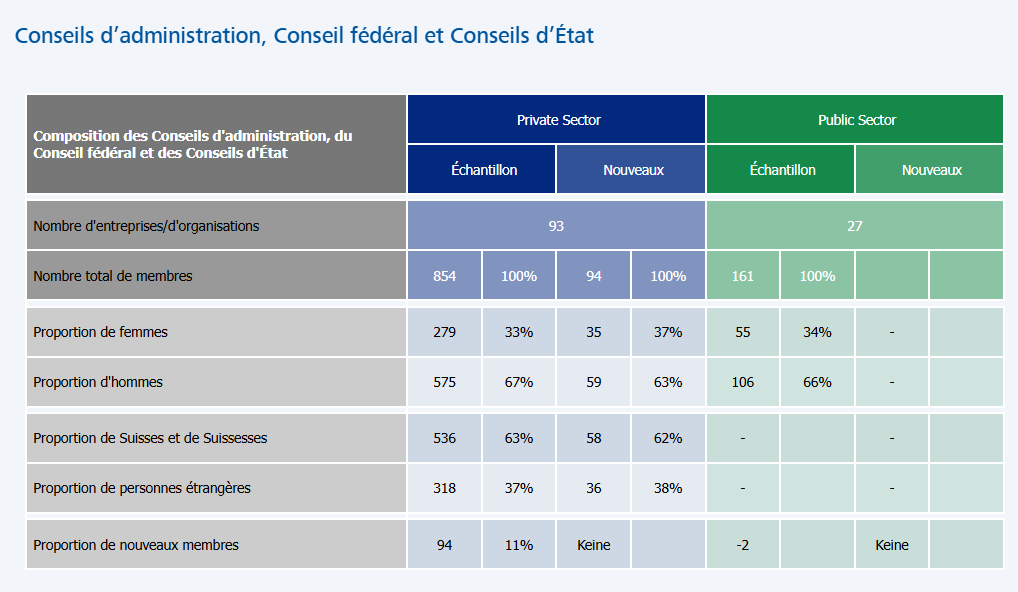 Conseils d’administration, Conseil fédéral et Conseils d’État
Composition des Conseils d'administration, du
Conseil fédéral et des Conseils d'État
Private Sector Public Sector
Échantillon Nouveaux Échantillon Nouveaux
Nombre d'entreprises/d'organisations 93 27
Nombre total de membres 854 100% 94 100% 161 100%
Proportion de femmes 279 33% 35 37% 55 34% -
Proportion d'hommes 575 67% 59 63% 106 66% -
Proportion de Suisses et de Suissesses 536 63% 58 62% - -
Proportion de personnes étrangères 318 37% 36 38% - -
Proportion de nouveaux membres 94 11% Keine -2 Keine